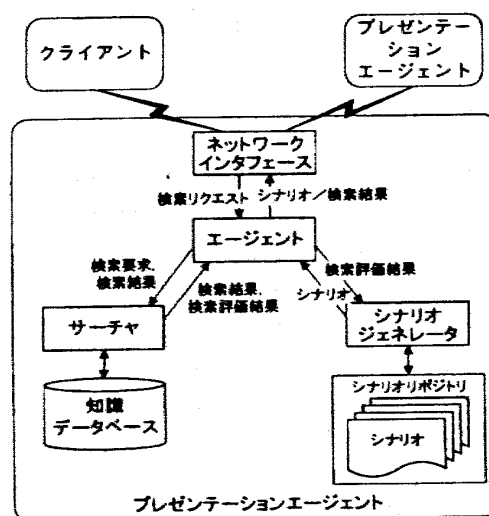 クライアント
プレゼンテー
ション
エージェント
ネットワーク
インタフェース
検索リクエスト
シナリオ/検索結果
エージェント
検索要求,
検索結果
検索結果,
検索評価結果
検索評価結果
シナリオ
サーチャ
シナリオ
ジェネレータ
知識
データベース
シナリオリポジトリ
シナリオ
プレゼンテーションエージェント